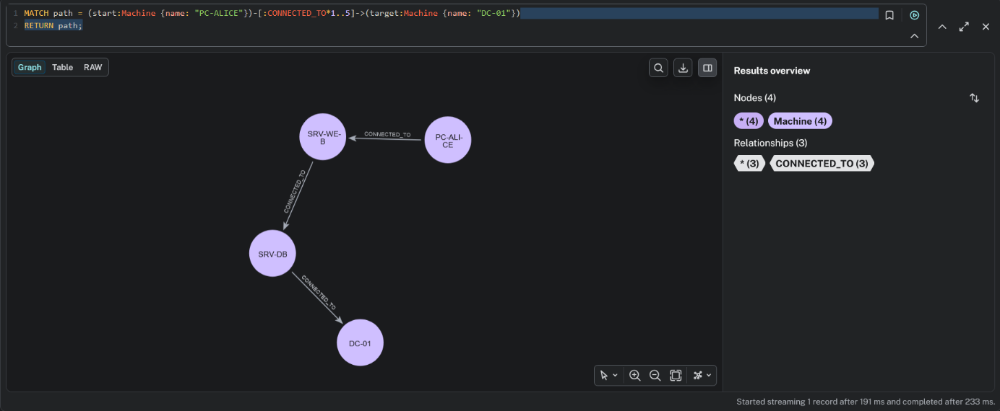 1 MATCH path = (start:Machine {name: "PC-ALICE"})-[:CONNECTED_TO*1..5]->(target:Machine {name: "DC-01"})
2 RETURN path;
Graph Table RAW
Results overview
Nodes (4)
* (4) Machine (4)
Relationships (3)
* (3) CONNECTED_TO (3)
SRV-WE-
B
CONNECTED_TO
PC-ALI-
CE
CONNECTED_TO
SRV-DB
CONNECTED_TO
DC-01
Started streaming 1 record after 191 ms and completed after 233 ms.